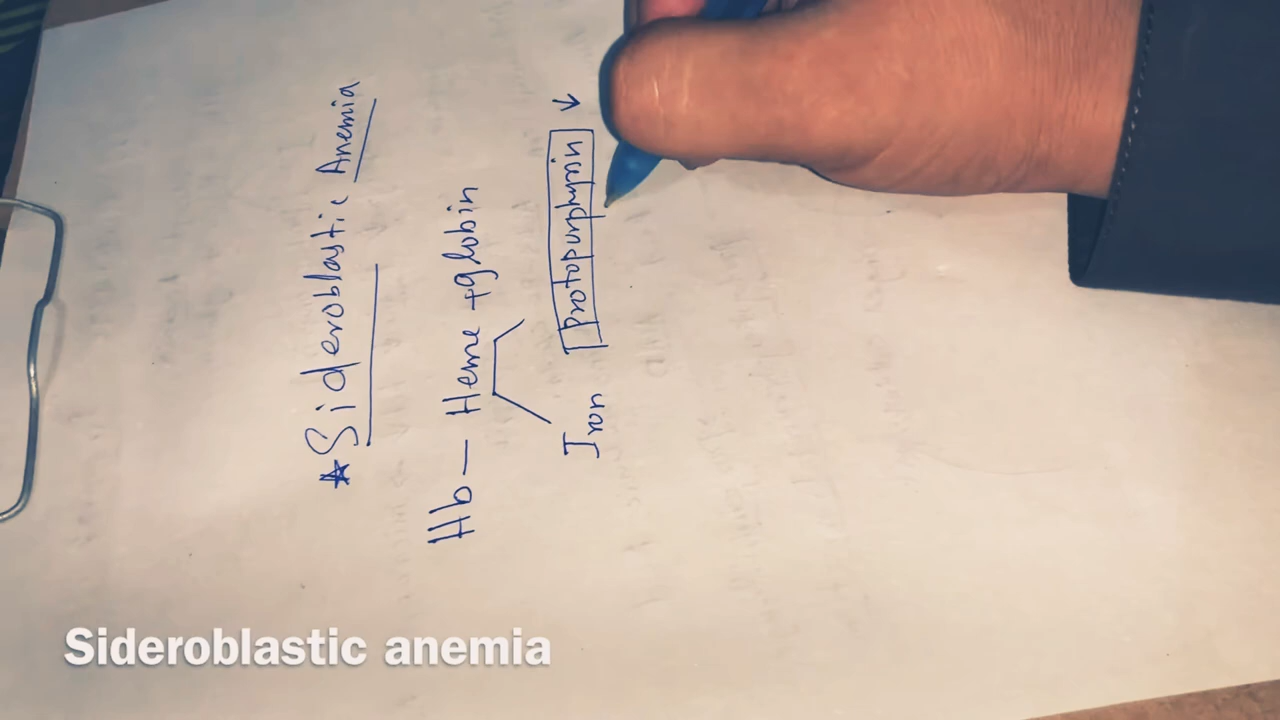 *Sideroblastic Anemia
Hb - Heme + globin
Iron protoporphyrin ↓
Sideroblastic anemia